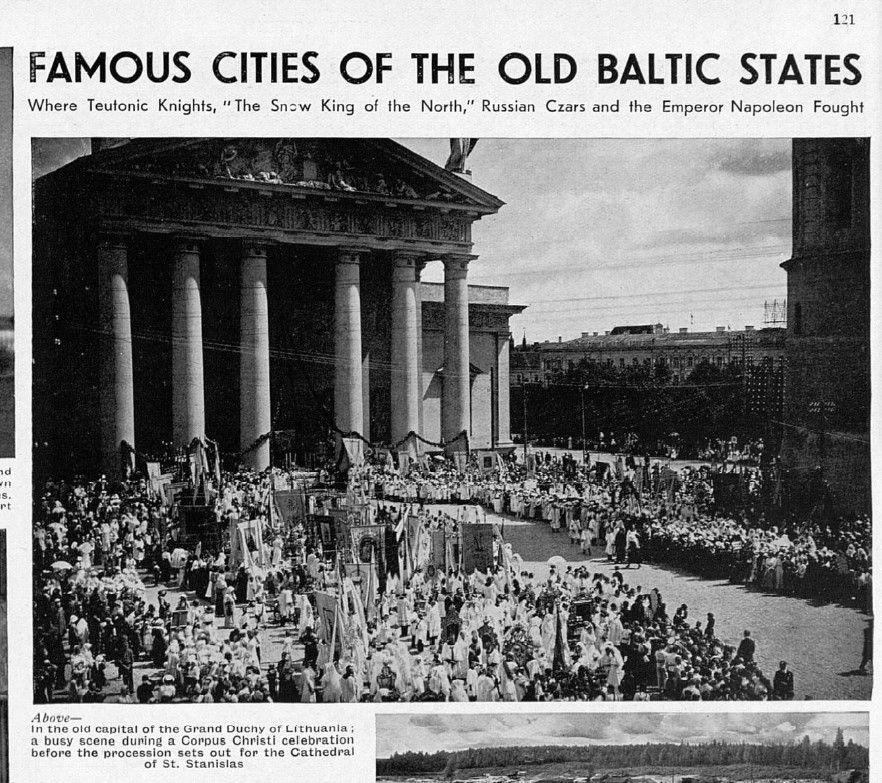 121
FAMOUS CITIES OF THE OLD BALTIC STATES
Where Teutonic Knights, "The Snow King of the North," Russian Czars and the Emperor Napoleon Fought
Above—
In the old capital of the Grand Duchy of Lithuania ;
a busy scene during a Corpus Christi celebration
before the procession sets out for the Cathedral
of St. Stanislas